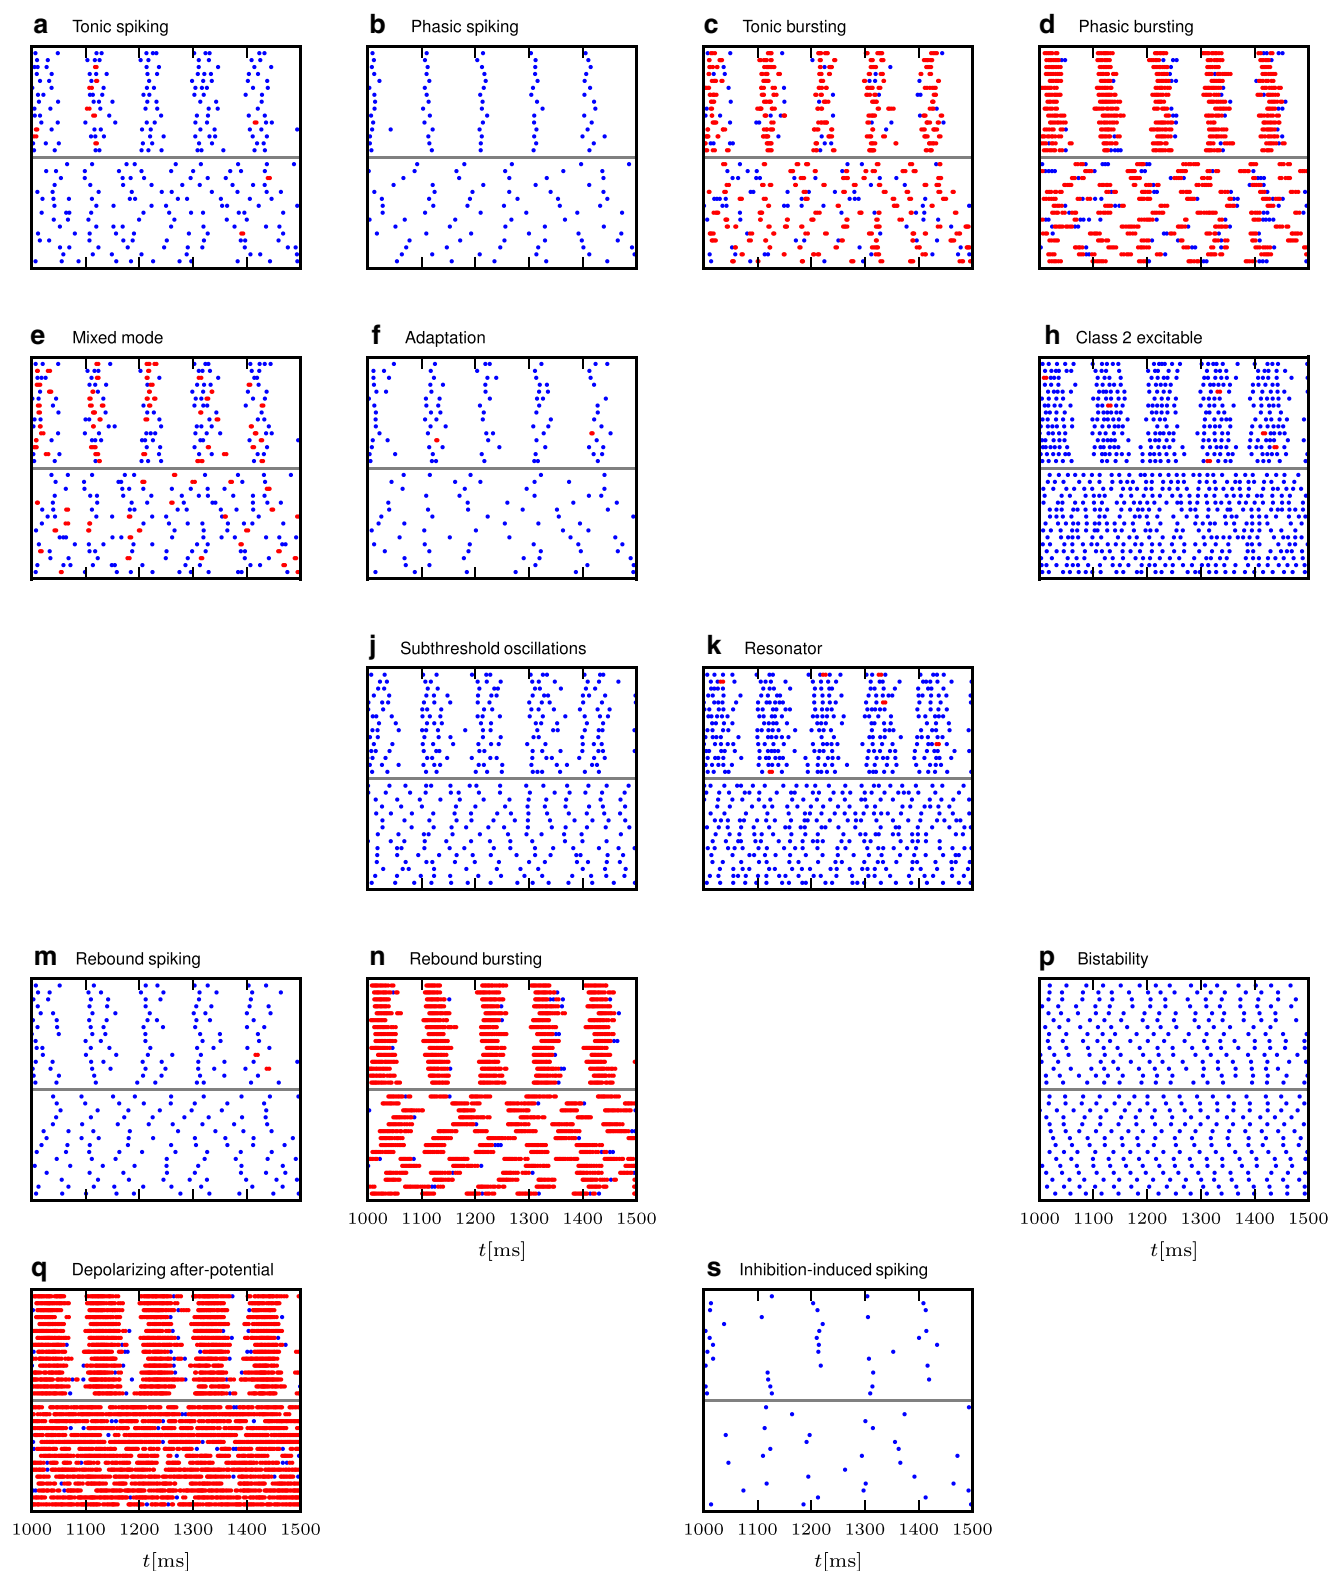 a Tonic spiking
b Phasic spiking
c Tonic bursting
d Phasic bursting
e Mixed mode
f Adaptation
h Class 2 excitable
j Subthreshold oscillations
k Resonator
m Rebound spiking
n Rebound bursting
p Bistability
1000 1100 1200 1300 1400 1500
t[ms]
1000 1100 1200 1300 1400 1500
t[ms]
q Depolarizing after-potential
s Inhibition-induced spiking
1000 1100 1200 1300 1400 1500
t[ms]
1000 1100 1200 1300 1400 1500
t[ms]